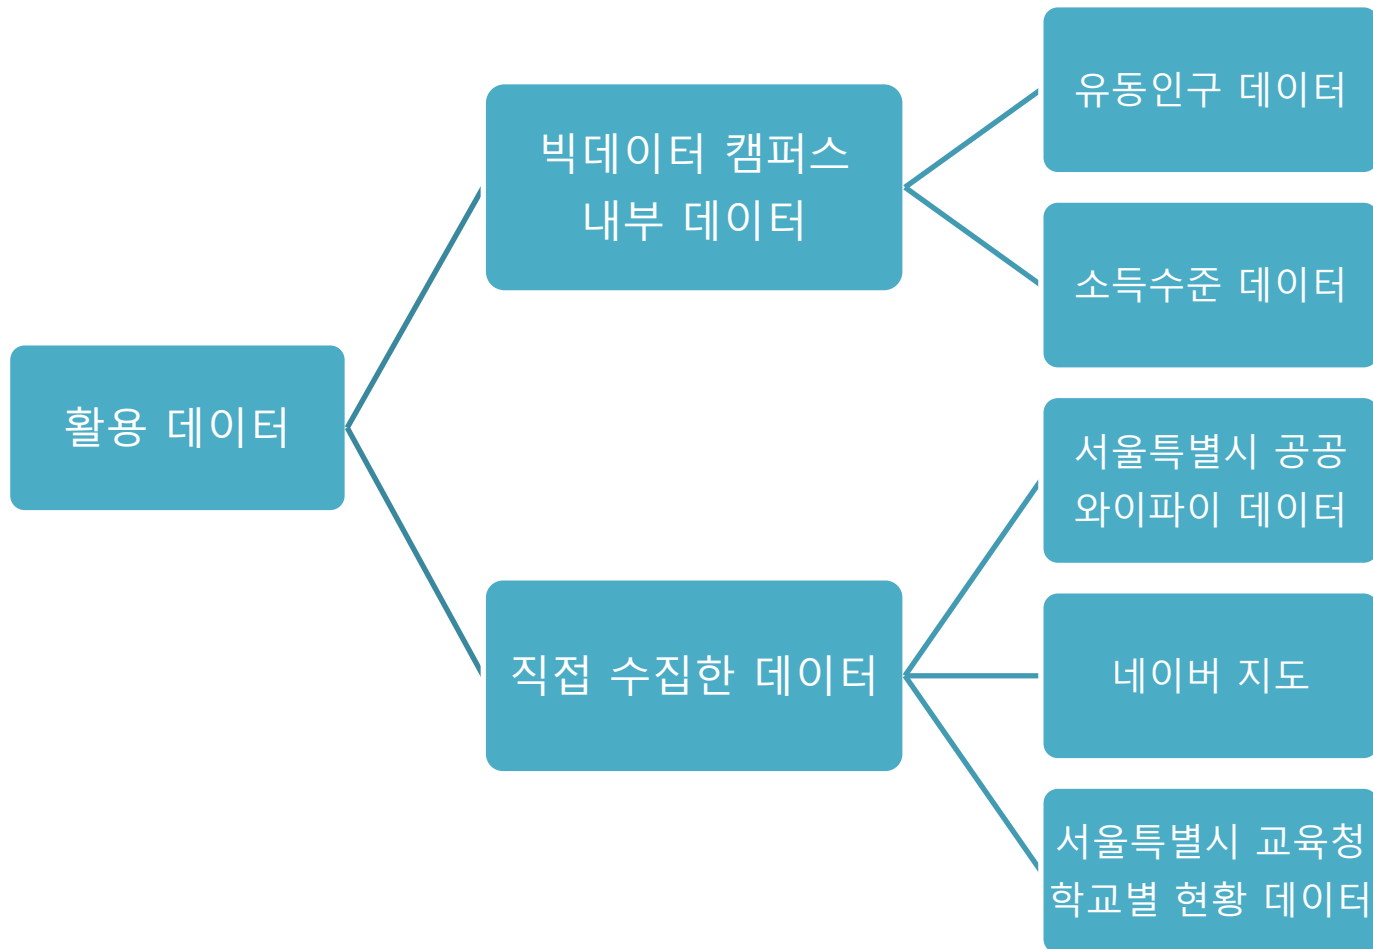 활용 데이터
빅데이터 캠퍼스
내부 데이터
유동인구 데이터
소득수준 데이터
직접 수집한 데이터
서울특별시 공공
와이파이 데이터
네이버 지도
서울특별시 교육청
학교별 현황 데이터